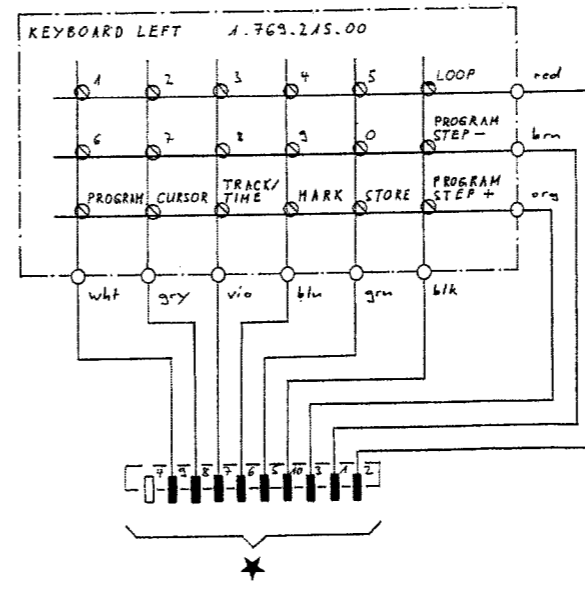 KEYBOARD LEFT 1.769.215.00
1 2 3 4 5 LOOP red
6 7 8 9 0 PROGRAM STEP - brn
PROGRAM CURSOR TRACK/TIME MARK STORE PROGRAM STEP + org
wht gry vio blu grn blk
4 9 8 7 6 5 10 3 1 2